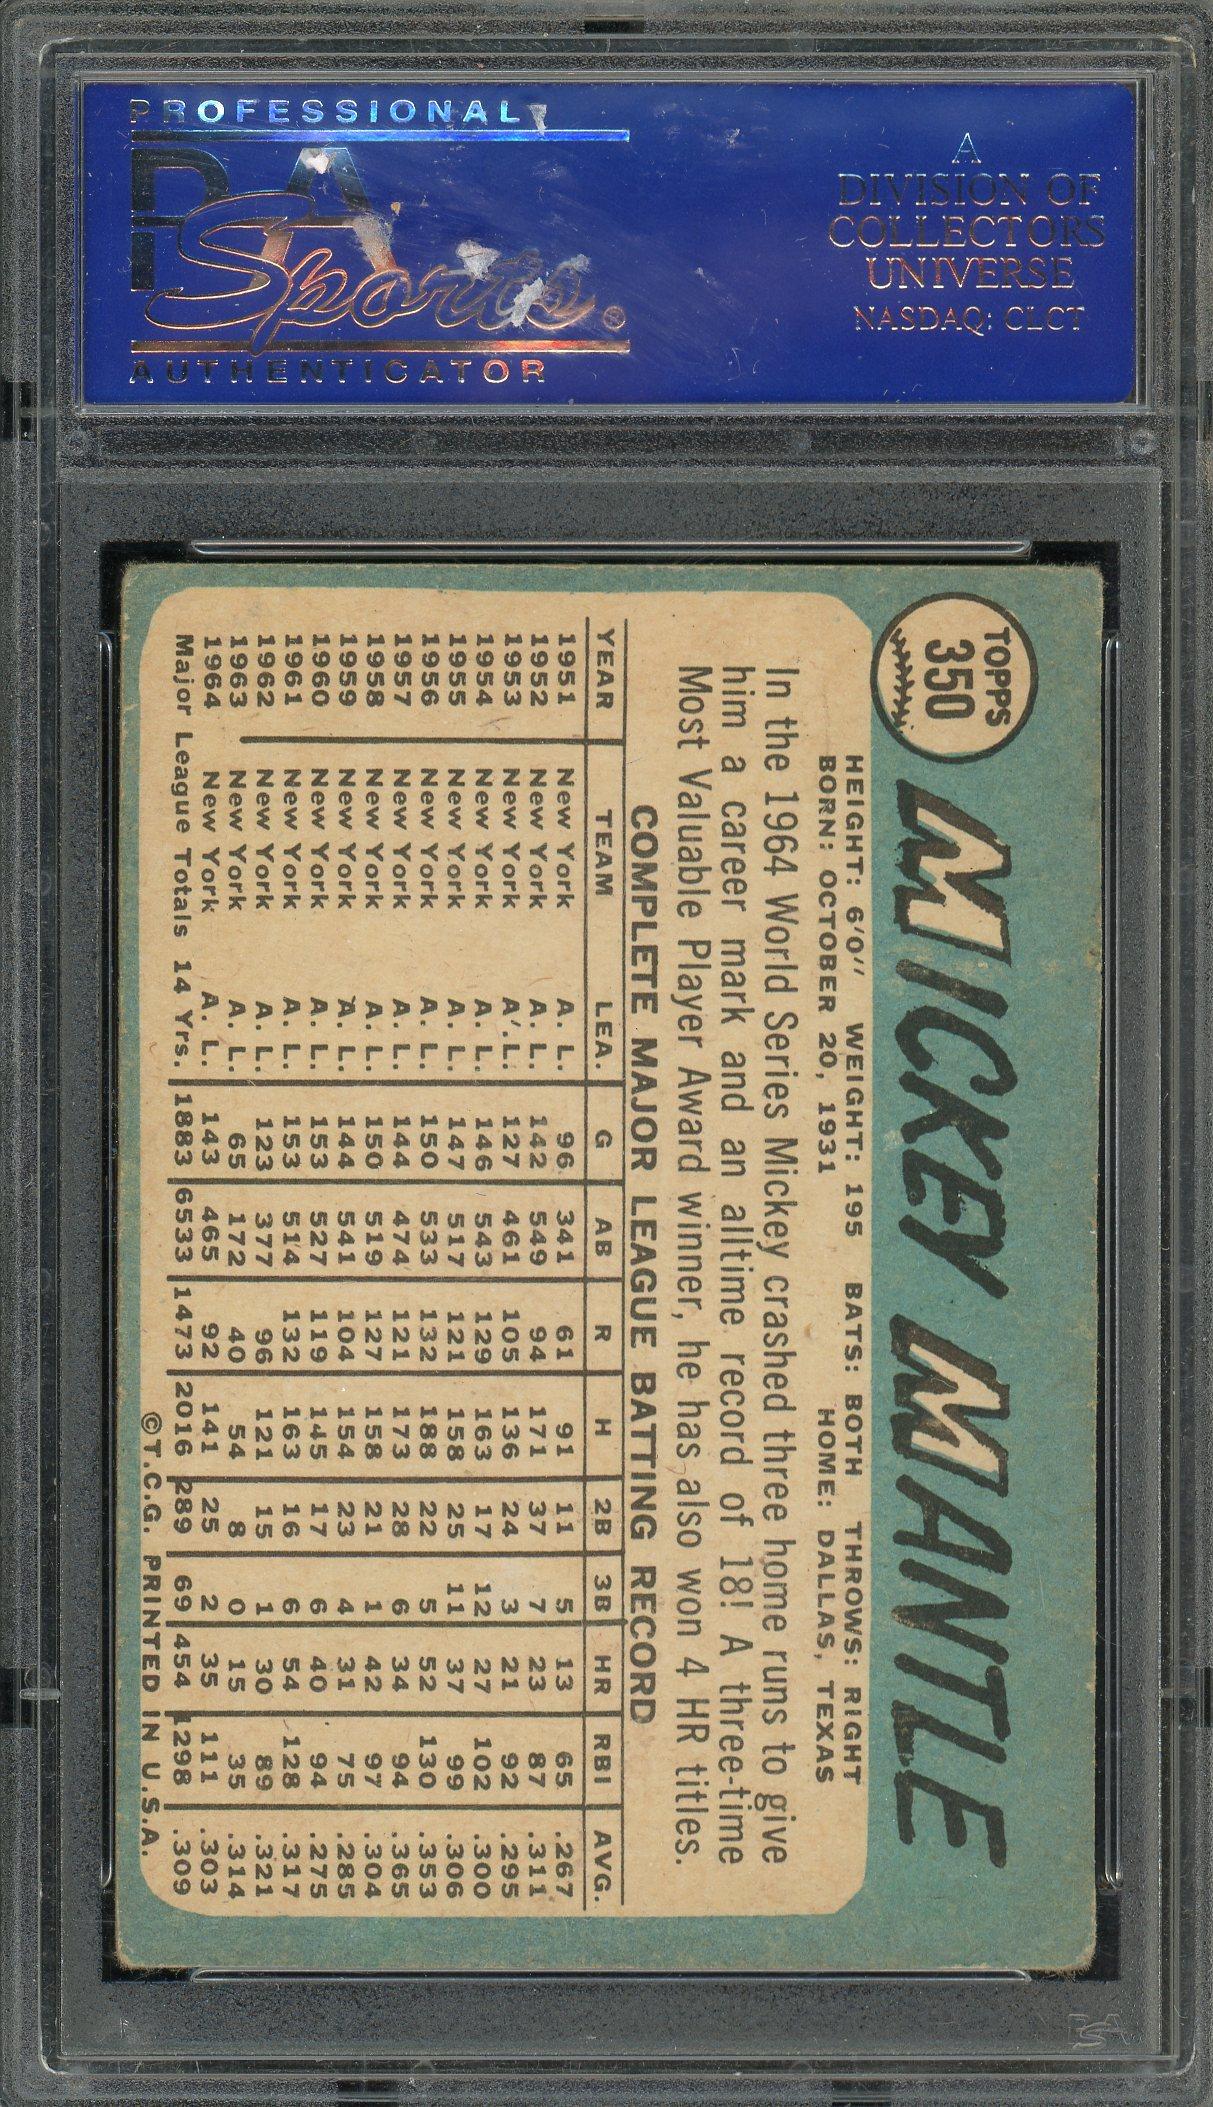 PROFESSIONAL
PSA
Sports®
AUTHENTICATOR
A
DIVISION OF
COLLECTORS
UNIVERSE
NASDAQ: CLCT
TOPPS
350
MICKEY MANTLE
HEIGHT: 6'0" WEIGHT: 195 BATS: BOTH THROWS: RIGHT
BORN: OCTOBER 20, 1931 HOME: DALLAS, TEXAS
In the 1964 World Series Mickey crashed three home runs to give
him a career mark and an alltime record of 18! A three-time
Most Valuable Player Award winner, he has also won 4 HR titles.
COMPLETE MAJOR LEAGUE BATTING RECORD
YEAR TEAM LEA. G AB R H 2B 3B HR RBI AVG.
1951 New York A. L. 96 341 61 91 11 5 13 65 .267
1952 New York A. L. 142 549 94 171 37 7 23 87 .311
1953 New York A. L. 127 461 105 136 24 3 21 92 .295
1954 New York A. L. 146 543 129 163 17 12 27 102 .300
1955 New York A. L. 147 517 121 158 25 11 37 99 .306
1956 New York A. L. 150 533 132 188 22 5 52 130 .353
1957 New York A. L. 144 474 121 173 28 6 34 94 .365
1958 New York A. L. 150 519 127 158 21 1 42 97 .304
1959 New York A. L. 144 541 104 154 23 4 31 75 .285
1960 New York A. L. 153 527 119 145 17 6 40 94 .275
1961 New York A. L. 153 514 132 163 16 6 54 128 .317
1962 New York A. L. 123 377 96 121 15 1 30 89 .321
1963 New York A. L. 65 172 40 54 8 0 15 35 .314
1964 New York A. L. 143 465 92 141 25 2 35 111 .303
Major League Totals 14 Yrs. 1883 6533 1473 2016 289 69 454 1298 .309
©T.C.G. PRINTED IN U.S.A.
PSA